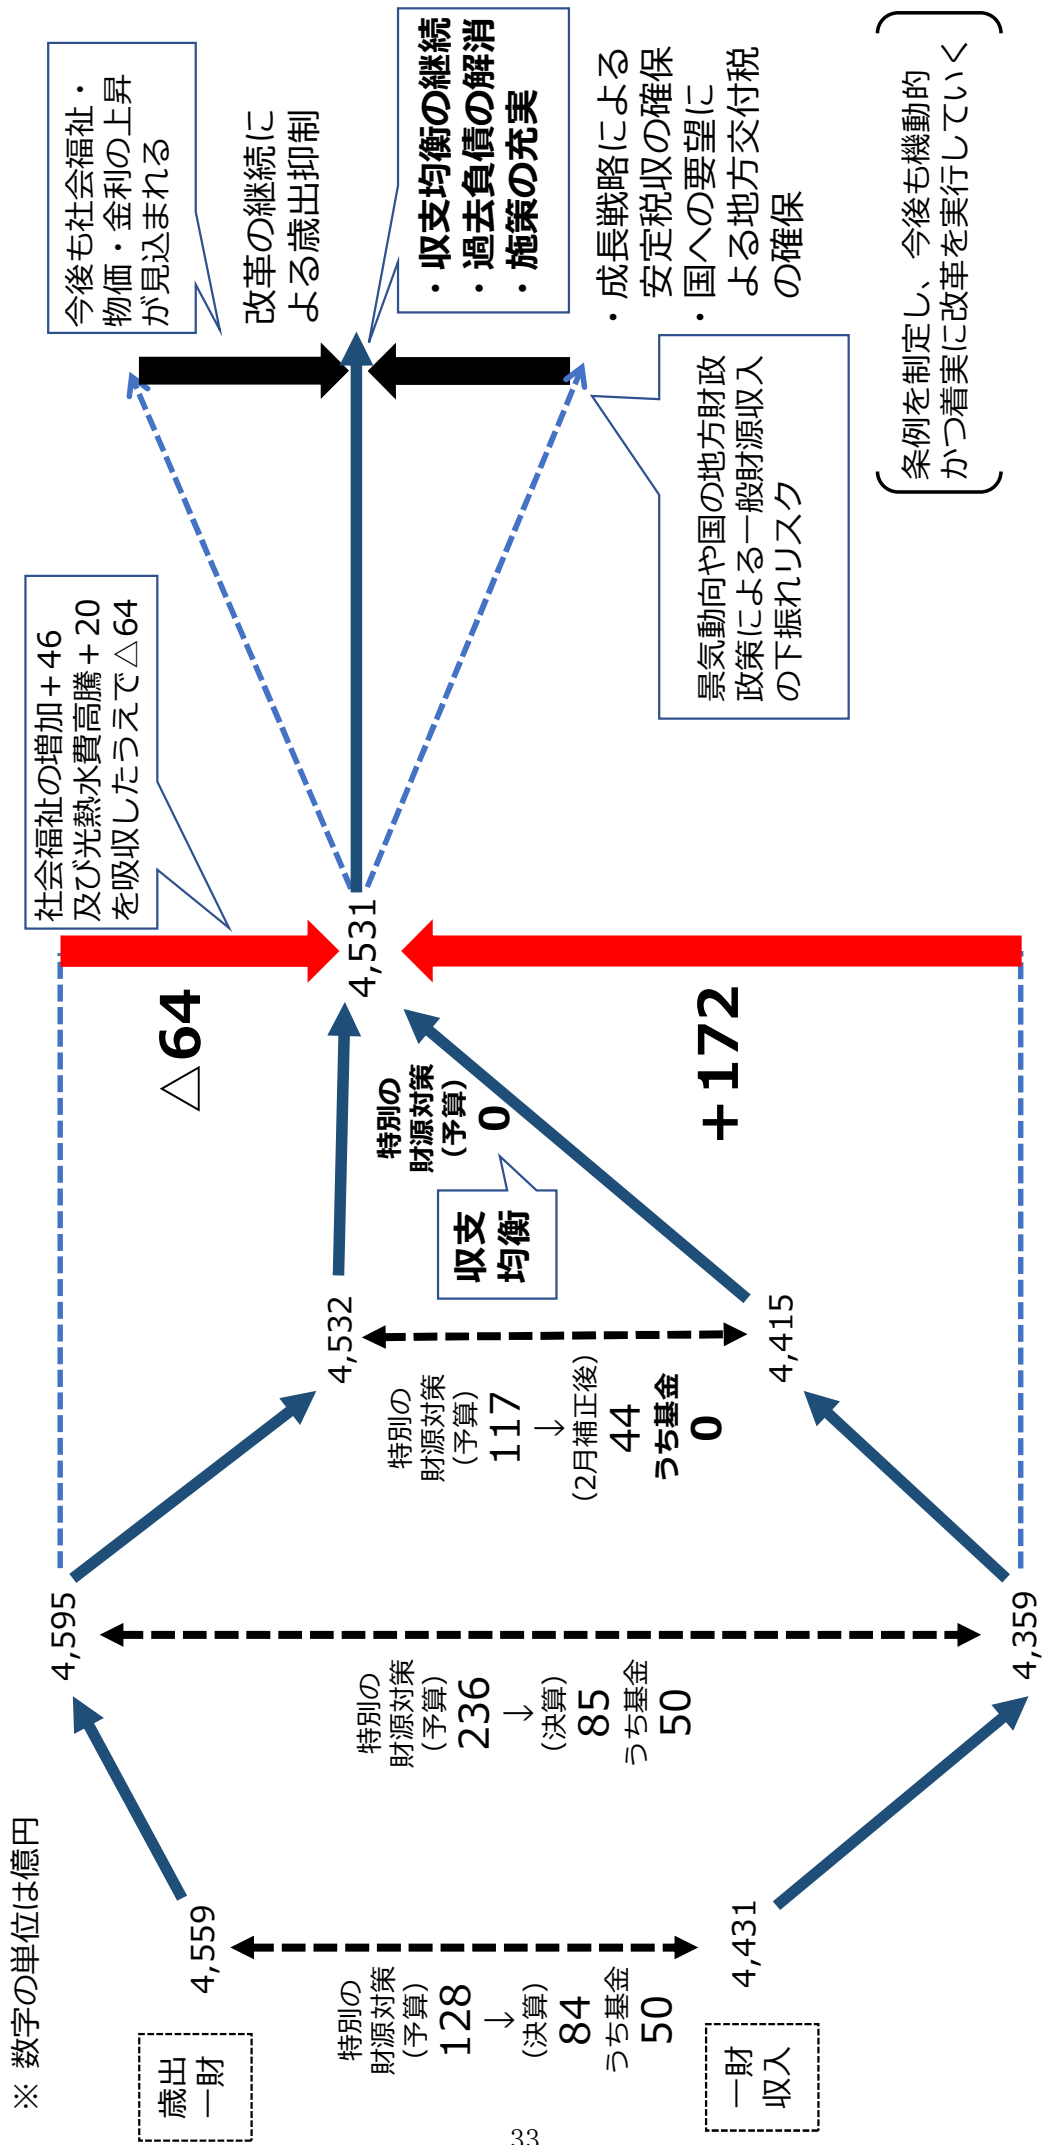 ※ 数字の単位は億円
歳出
一財
4,559
特別の
財源対策
(予算)
128
→
(決算)
84
うち基金
50
4,431
一財
収入
4,595
特別の
財源対策
(予算)
236
→
(決算)
85
うち基金
50
4,359
4,532
特別の
財源対策
(予算)
117
→
(2月補正後)
44
うち基金
0
4,415
収支
均衡
特別の
財源対策
(予算)
0
4,531
△64
+172
社会福祉の増加+46
及び光熱水費高騰+20
を吸収したうえで△64
今後も社会福祉・
物価・金利の上昇
が見込まれる
改革の継続に
よる歳出抑制
・収支均衡の継続
・過去負債の解消
・施策の充実
・成長戦略による
安定税収の確保
・国への要望に
よる地方交付税
の確保
景気動向や国の地方財政
政策による一般財源収入
の下振れリスク
条例を制定し、今後も機動的
かつ着実に改革を実行していく
33